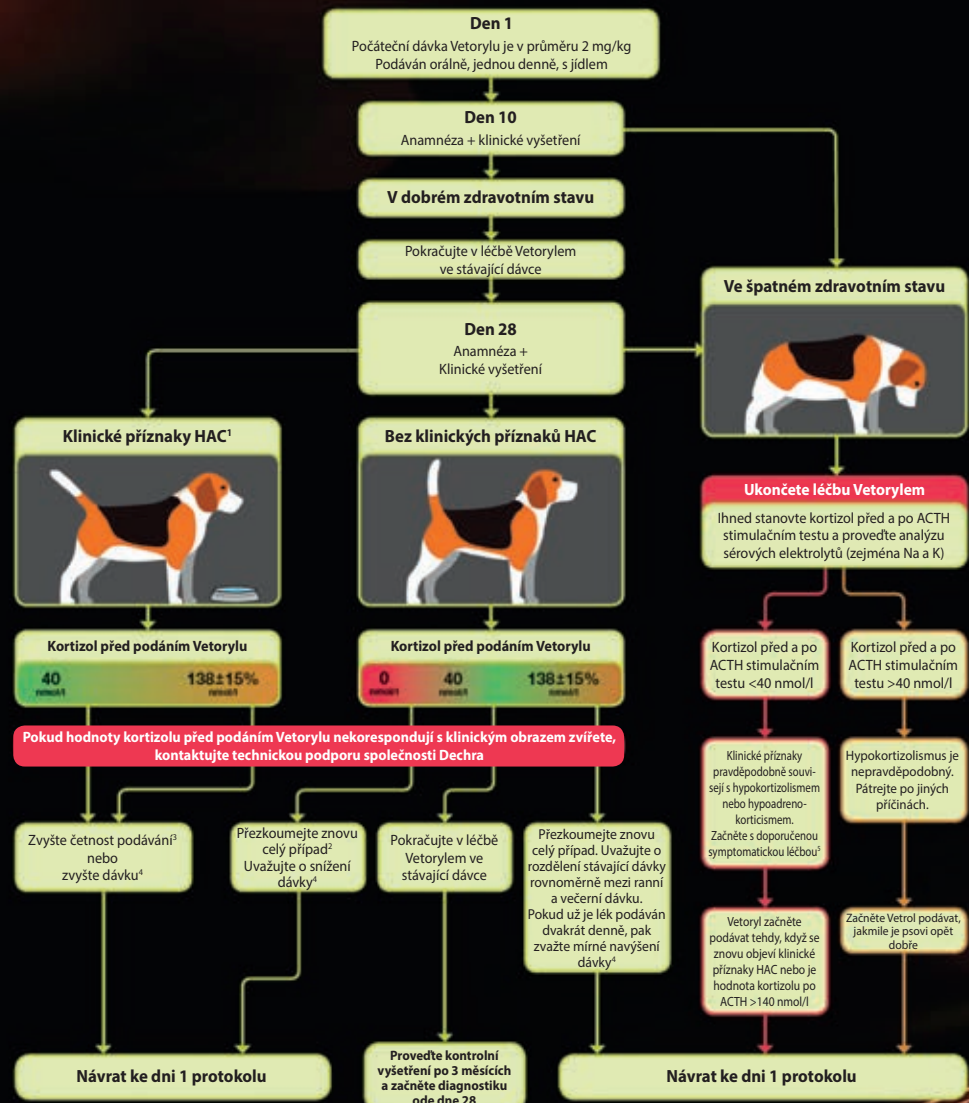 Den 1
Počáteční dávka Vetorylu je v průměru 2 mg/kg
Podáván orálně, jednou denně, s jídlem
Den 10
Anamnéza + klinické vyšetření
V dobrém zdravotním stavu
Pokračujte v léčbě Vetorylem
ve stávající dávce
Ve špatném zdravotním stavu
Den 28
Anamnéza +
Klinické vyšetření
Klinické příznaky HAC¹
Bez klinických příznaků HAC
Ukončete léčbu Vetorylem
Ihned stanovte kortizol před a po ACTH
stimulačním testu a proveďte analýzu
sérových elektrolytů (zejména Na a K)
Kortizol před podáním Vetorylu
40
nmol/l
138±15%
nmol/l
Kortizol před podáním Vetorylu
0
nmol/l
40
nmol/l
138±15%
nmol/l
Kortizol před a po
ACTH stimulačním
testu <40 nmol/l
Kortizol před a po
ACTH stimulačním
testu >40 nmol/l
Pokud hodnoty kortizolu před podáním Vetorylu nekorespondují s klinickým obrazem zvířete,
kontaktujte technickou podporu společnosti Dechra
Zvyšte četnost podávání³
nebo
zvyšte dávku⁴
Přezkoumejte znovu
celý případ²
Uvažujte o snížení
dávky⁴
Pokračujte v léčbě
Vetorylem ve
stávající dávce
Přezkoumejte znovu
celý případ. Uvažujte o
rozdělení stávající dávky
rovnoměrně mezi ranní
a večerní dávku.
Pokud už je lék podáván
dvakrát denně, pak
zvažte mírné navýšení
dávky⁴
Klinické příznaky
pravděpodobně souvi-
sejí s hypokortizolismem
nebo hypoadreno-
korticismem.
Začněte s doporučenou
symptomatickou léčbou⁵
Hypokortizolismus je
nepravděpodobný.
Pátrejte po jiných
příčinách.
Vetoryl začněte
podávat tehdy, když se
znovu objeví klinické
příznaky HAC nebo je
hodnota kortizolu po
ACTH >140 nmol/l
Začněte Vetrol podávat,
jakmile je psovi opět
dobře
Návrat ke dni 1 protokolu
Proveďte kontrolní
vyšetření po 3 měsících
a začněte diagnostiku
ode dne 28
Návrat ke dni 1 protokolu